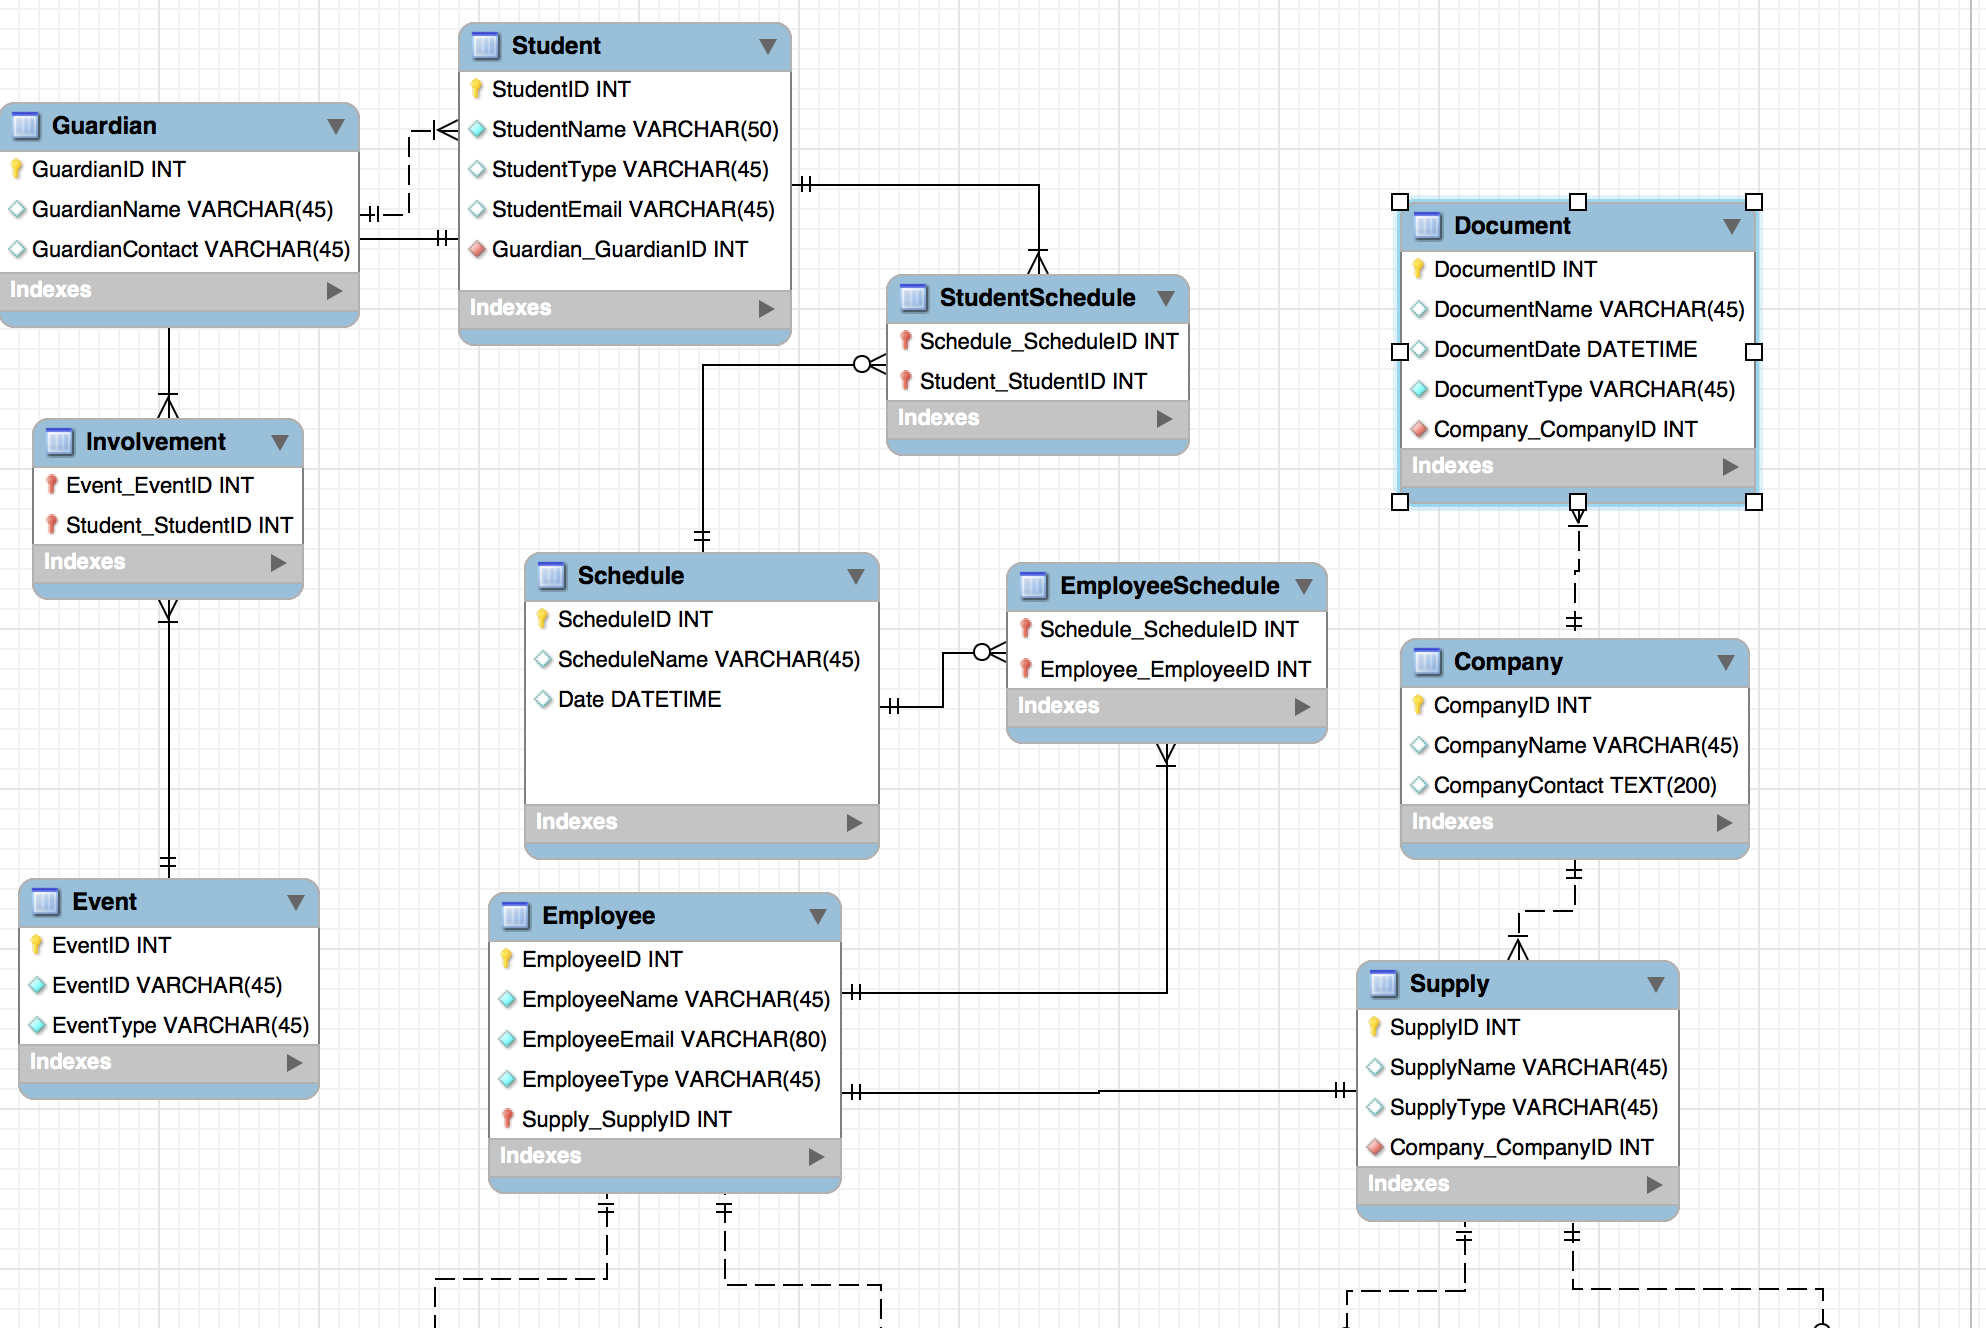 Student
StudentID INT
StudentName VARCHAR(50)
StudentType VARCHAR(45)
StudentEmail VARCHAR(45)
Guardian_GuardianID INT
Indexes
Guardian
GuardianID INT
GuardianName VARCHAR(45)
GuardianContact VARCHAR(45)
Indexes
StudentSchedule
Schedule_ScheduleID INT
Student_StudentID INT
Indexes
Document
DocumentID INT
DocumentName VARCHAR(45)
DocumentDate DATETIME
DocumentType VARCHAR(45)
Company_CompanyID INT
Indexes
Involvement
Event_EventID INT
Student_StudentID INT
Indexes
Schedule
ScheduleID INT
ScheduleName VARCHAR(45)
Date DATETIME
Indexes
EmployeeSchedule
Schedule_ScheduleID INT
Employee_EmployeeID INT
Indexes
Company
CompanyID INT
CompanyName VARCHAR(45)
CompanyContact TEXT(200)
Indexes
Event
EventID INT
EventID VARCHAR(45)
EventType VARCHAR(45)
Indexes
Employee
EmployeeID INT
EmployeeName VARCHAR(45)
EmployeeEmail VARCHAR(80)
EmployeeType VARCHAR(45)
Supply_SupplyID INT
Indexes
Supply
SupplyID INT
SupplyName VARCHAR(45)
SupplyType VARCHAR(45)
Company_CompanyID INT
Indexes